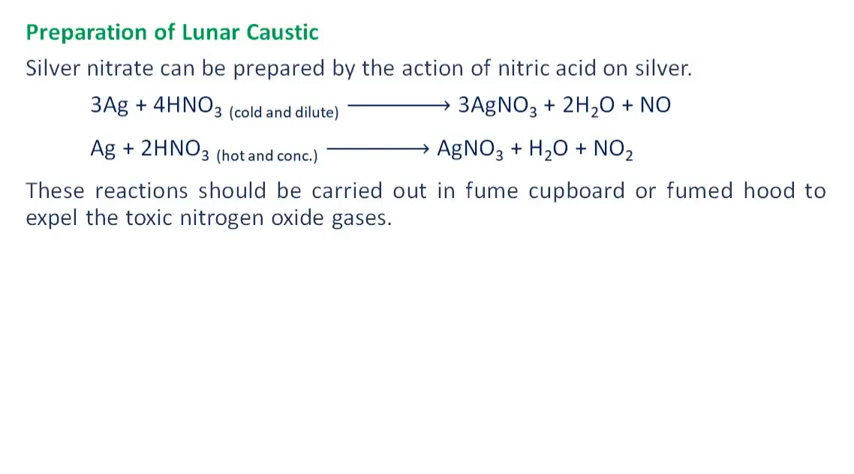 Preparation of Lunar Caustic
Silver nitrate can be prepared by the action of nitric acid on silver.
3Ag + 4HNO₃ (cold and dilute) ⟶ 3AgNO₃ + 2H₂O + NO
Ag + 2HNO₃ (hot and conc.) ⟶ AgNO₃ + H₂O + NO₂
These reactions should be carried out in fume cupboard or fumed hood to
expel the toxic nitrogen oxide gases.